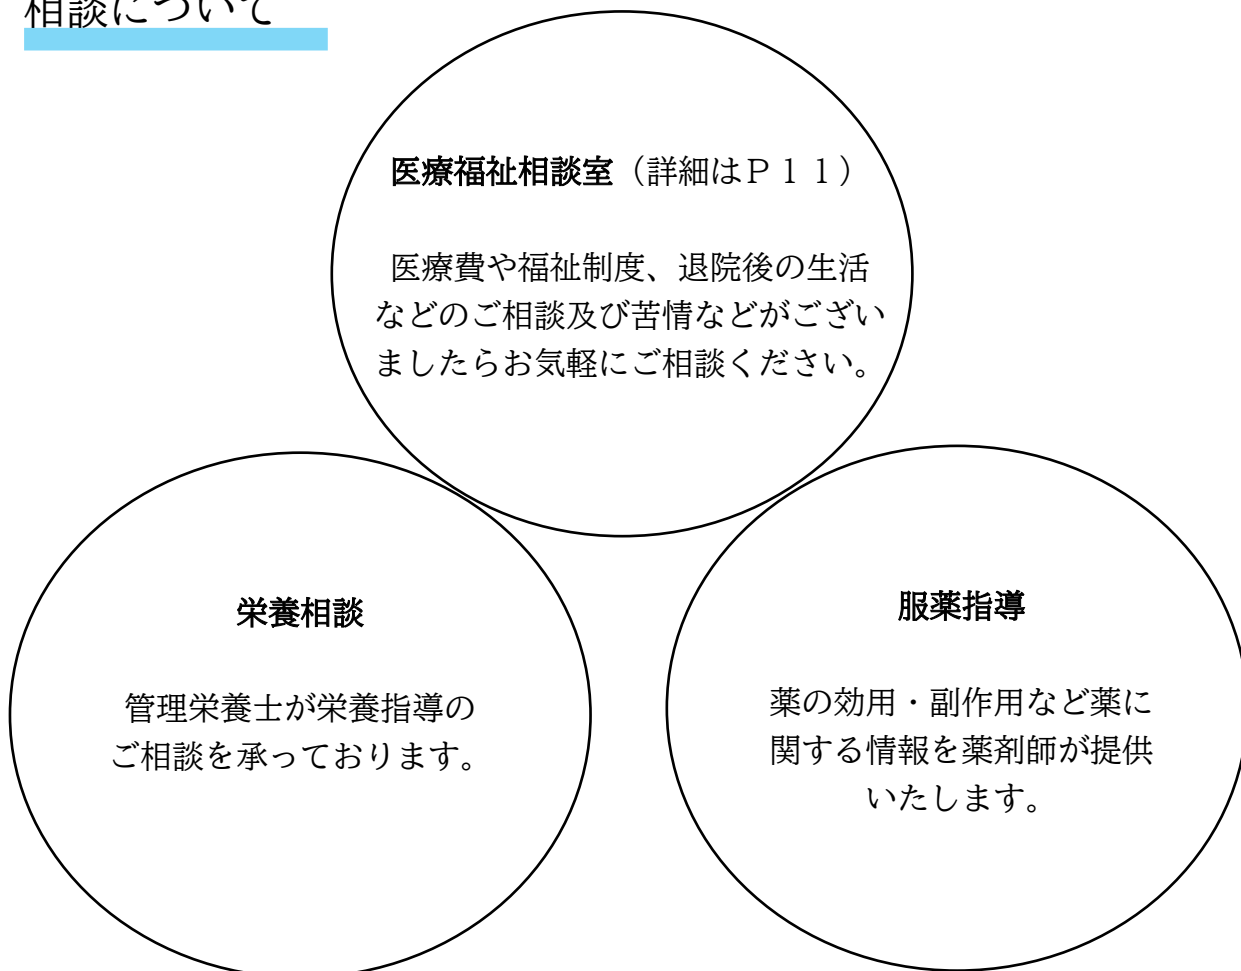 相談について
医療福祉相談室（詳細はＰ１１）
医療費や福祉制度、退院後の生活
などのご相談及び苦情などがござい
ましたらお気軽にご相談ください。
栄養相談
管理栄養士が栄養指導の
ご相談を承っております。
服薬指導
薬の効用・副作用など薬に
関する情報を薬剤師が提供
いたします。